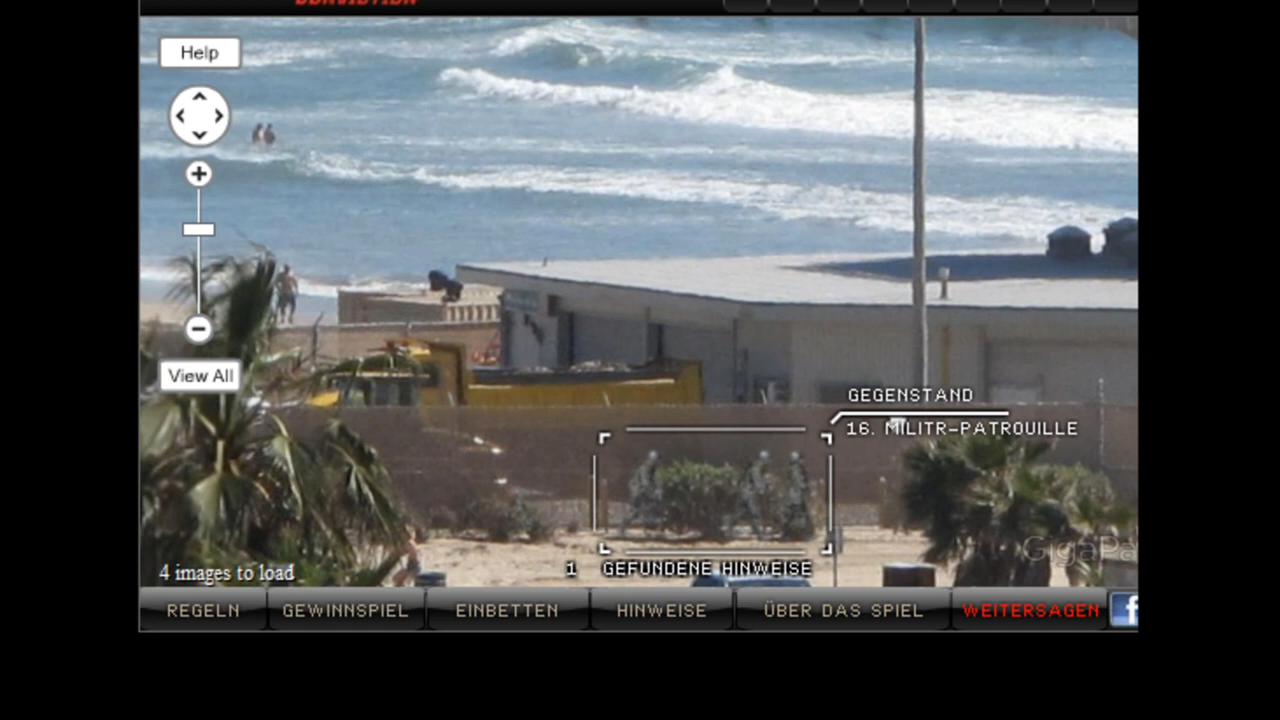 Help
View All
GEGENSTAND
16. MILITR-PATROUILLE
4 images to load
1 GEFUNDENE HINWEISE
REGELN GEWINNSPIEL EINBETTEN HINWEISE ÜBER DAS SPIEL WEITERSAGEN f